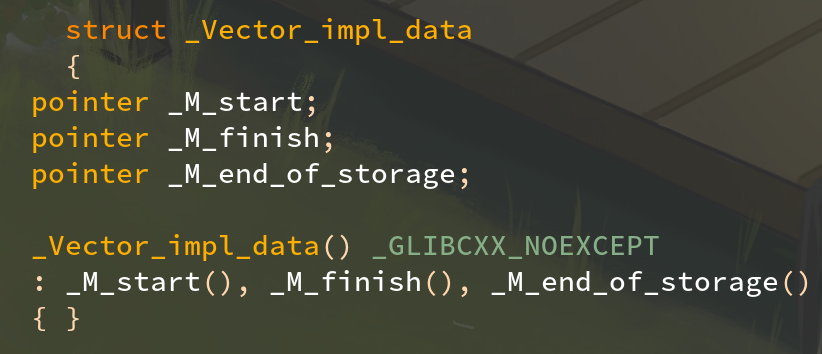 struct _Vector_impl_data
{
pointer _M_start;
pointer _M_finish;
pointer _M_end_of_storage;
_Vector_impl_data() _GLIBCXX_NOEXCEPT
: _M_start(), _M_finish(), _M_end_of_storage()
{ }